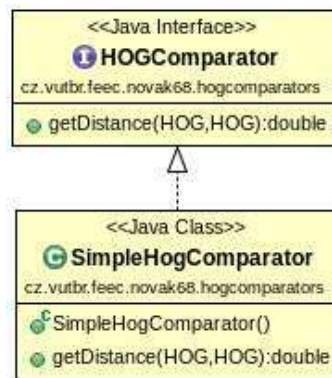 <<Java Interface>>
HOGComparator
cz.vutbr.feec.novak68.hogcomparators
getDistance(HOG,HOG):double
<<Java Class>>
SimpleHogComparator
cz.vutbr.feec.novak68.hogcomparators
SimpleHogComparator()
getDistance(HOG,HOG):double